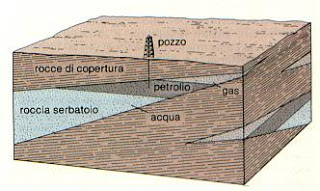 pozzo
rocce di copertura
petrolio
gas
roccia serbatoio
acqua